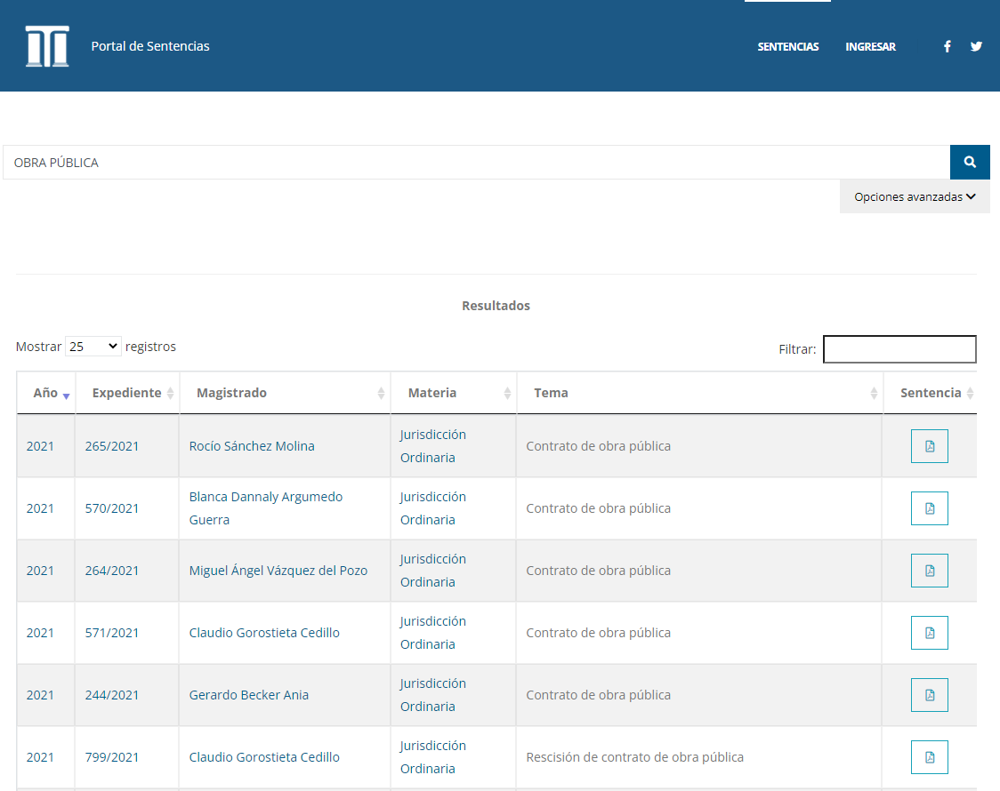 Portal de Sentencias
SENTENCIAS
INGRESAR
OBRA PÚBLICA
Opciones avanzadas
Resultados
Mostrar 25 registros
Filtrar:
Año Expediente Magistrado Materia Tema Sentencia
2021 265/2021 Rocío Sánchez Molina Jurisdicción Ordinaria Contrato de obra pública
2021 570/2021 Blanca Dannaly Argumedo Guerra Jurisdicción Ordinaria Contrato de obra pública
2021 264/2021 Miguel Ángel Vázquez del Pozo Jurisdicción Ordinaria Contrato de obra pública
2021 571/2021 Claudio Gorostieta Cedillo Jurisdicción Ordinaria Contrato de obra pública
2021 244/2021 Gerardo Becker Ania Jurisdicción Ordinaria Contrato de obra pública
2021 799/2021 Claudio Gorostieta Cedillo Jurisdicción Ordinaria Rescisión de contrato de obra pública